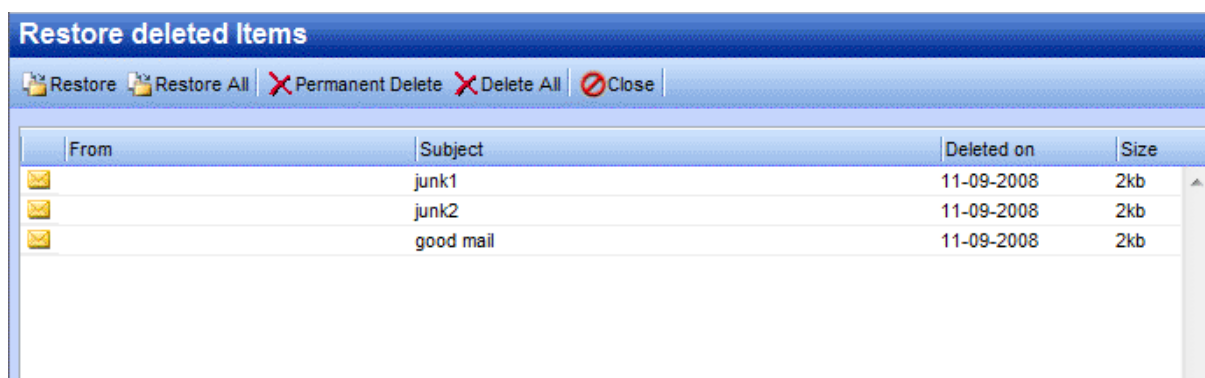 Restore deleted Items
Restore Restore All Permanent Delete Delete All Close
From Subject Deleted on Size
junk1 11-09-2008 2kb
junk2 11-09-2008 2kb
good mail 11-09-2008 2kb